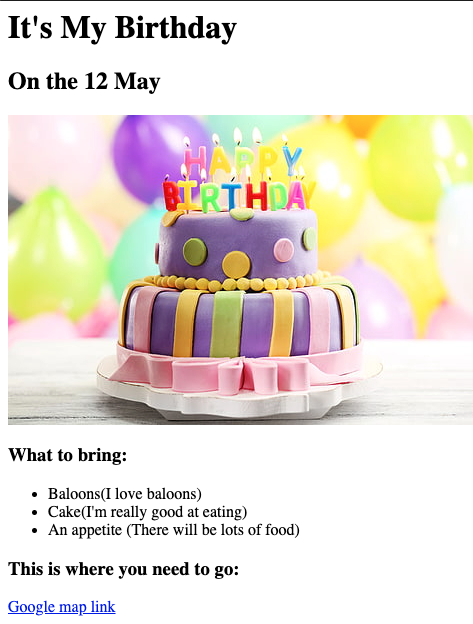 It's My Birthday
On the 12 May
HAPPY
BIRTHDAY
What to bring:
Baloons(I love baloons)
Cake(I'm really good at eating)
An appetite (There will be lots of food)
This is where you need to go:
Google map link